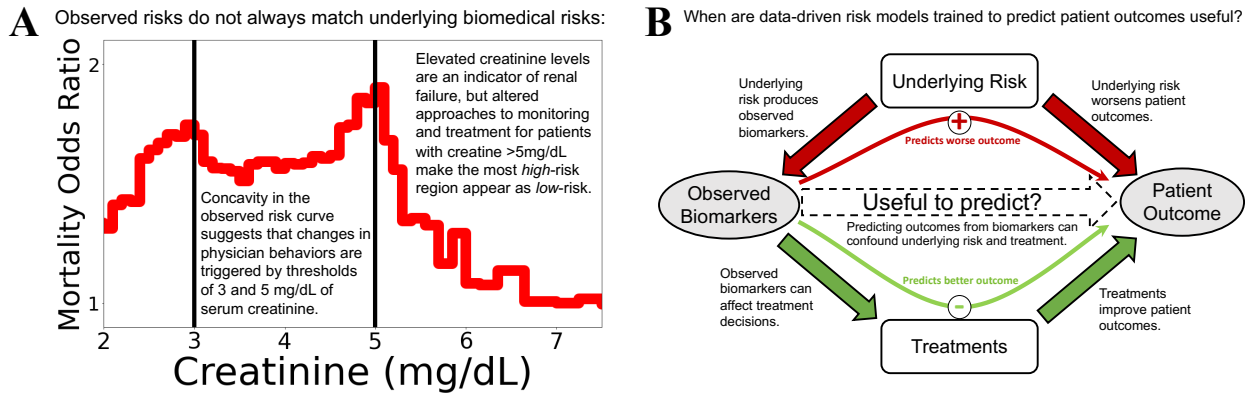 A
Observed risks do not always match underlying biomedical risks:
Mortality Odds Ratio
2
1
Elevated creatinine levels
are an indicator of renal
failure, but altered
approaches to monitoring
and treatment for patients
with creatine >5mg/dL
make the most high-risk
region appear as low-risk.
Concavity in the
observed risk curve
suggests that changes in
physician behaviors are
triggered by thresholds
of 3 and 5 mg/dL of
serum creatinine.
2
3
4
5
6
7
Creatinine (mg/dL)
B
When are data-driven risk models trained to predict patient outcomes useful?
Underlying Risk
Underlying
risk produces
observed
biomarkers.
Underlying risk
worsens patient
outcomes.
+
Predicts worse outcome
Observed
Biomarkers
Useful to predict?
Predicting outcomes from biomarkers can
confound underlying risk and treatment.
Patient
Outcome
Predicts better outcome
-
Observed
biomarkers can
affect treatment
decisions.
Treatments
improve patient
outcomes.
Treatments